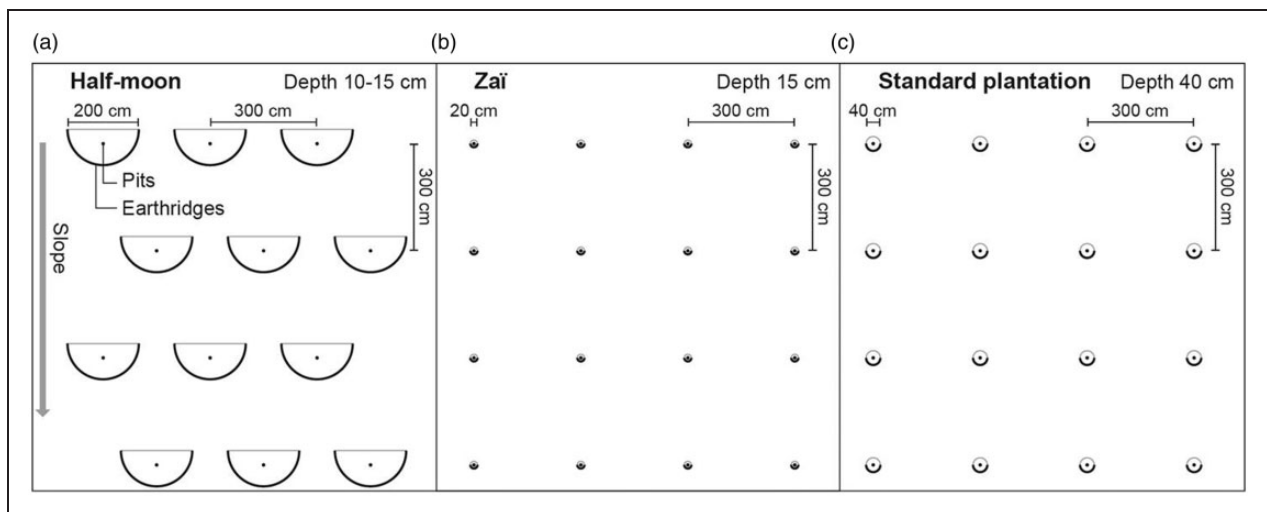 (a)
Half-moon
Depth 10-15 cm
200 cm
300 cm
300 cm
Pits
Earthridges
Slope
(b)
Zaï
Depth 15 cm
20 cm
300 cm
300 cm
(c)
Standard plantation
Depth 40 cm
40 cm
300 cm
300 cm